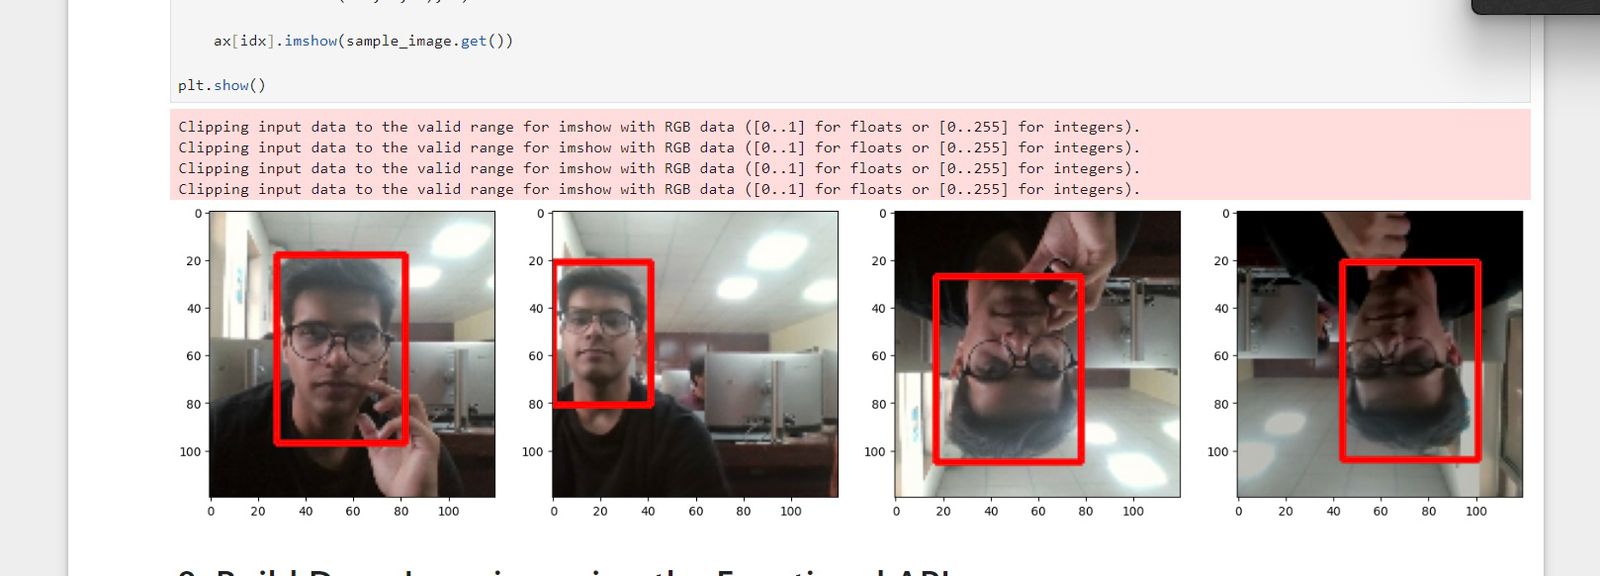 ax[idx].imshow(sample_image.get())
plt.show()
Clipping input data to the valid range for imshow with RGB data ([0..1] for floats or [0..255] for integers).
Clipping input data to the valid range for imshow with RGB data ([0..1] for floats or [0..255] for integers).
Clipping input data to the valid range for imshow with RGB data ([0..1] for floats or [0..255] for integers).
Clipping input data to the valid range for imshow with RGB data ([0..1] for floats or [0..255] for integers).
0 0 0 0
20 20 20 20
40 40 40 40
60 60 60 60
80 80 80 80
100 100 100 100
0 20 40 60 80 100 0 20 40 60 80 100 0 20 40 60 80 100 0 20 40 60 80 100